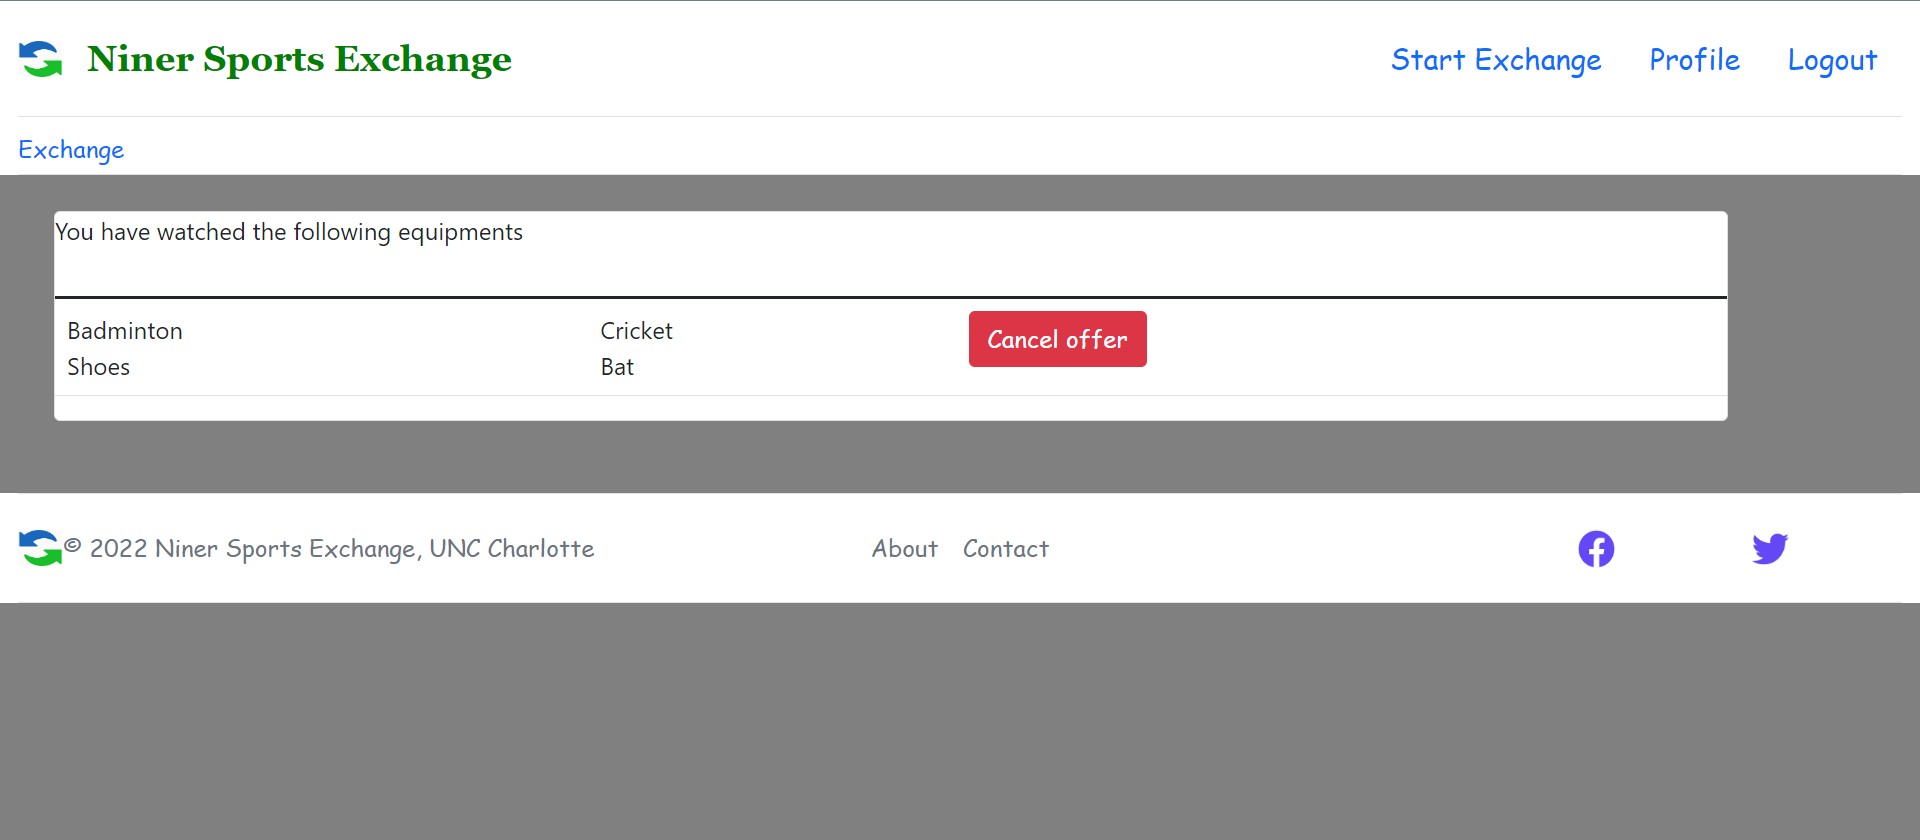 Niner Sports Exchange
Start Exchange Profile Logout
Exchange
You have watched the following equipments
Badminton Shoes
Cricket Bat
Cancel offer
© 2022 Niner Sports Exchange, UNC Charlotte
About Contact